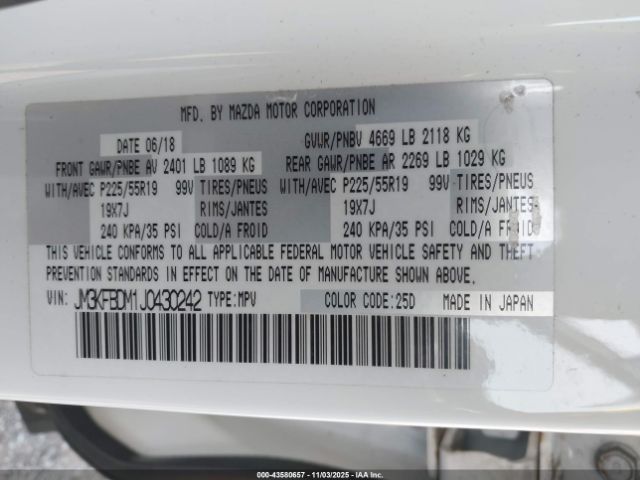 MFD. BY MAZDA MOTOR CORPORATION
DATE 06/18 GVWR/PNBV 4669 LB 2118 KG
FRONT GAWR/PNBE AV 2401 LB 1089 KG REAR GAWR/PNBE AR 2269 LB 1029 KG
WITH/AVEC P225/55R19 99V TIRES/PNEUS WITH/AVEC P225/55R19 99V TIRES/PNEUS
19X7J RIMS/JANTES 19X7J RIMS/JANTES
240 KPA/35 PSI COLD/A FROID 240 KPA/35 PSI COLD/A FROID
THIS VEHICLE CONFORMS TO ALL APPLICABLE FEDERAL MOTOR VEHICLE SAFETY AND THEFT
PREVENTION STANDARDS IN EFFECT ON THE DATE OF MANUFACTURE SHOWN ABOVE.
VIN: JM3KFBDM1J0430242 TYPE:MPV COLOR CODE:25D MADE IN JAPAN
000-43580657 - 11/03/2025 - IAAI.COM